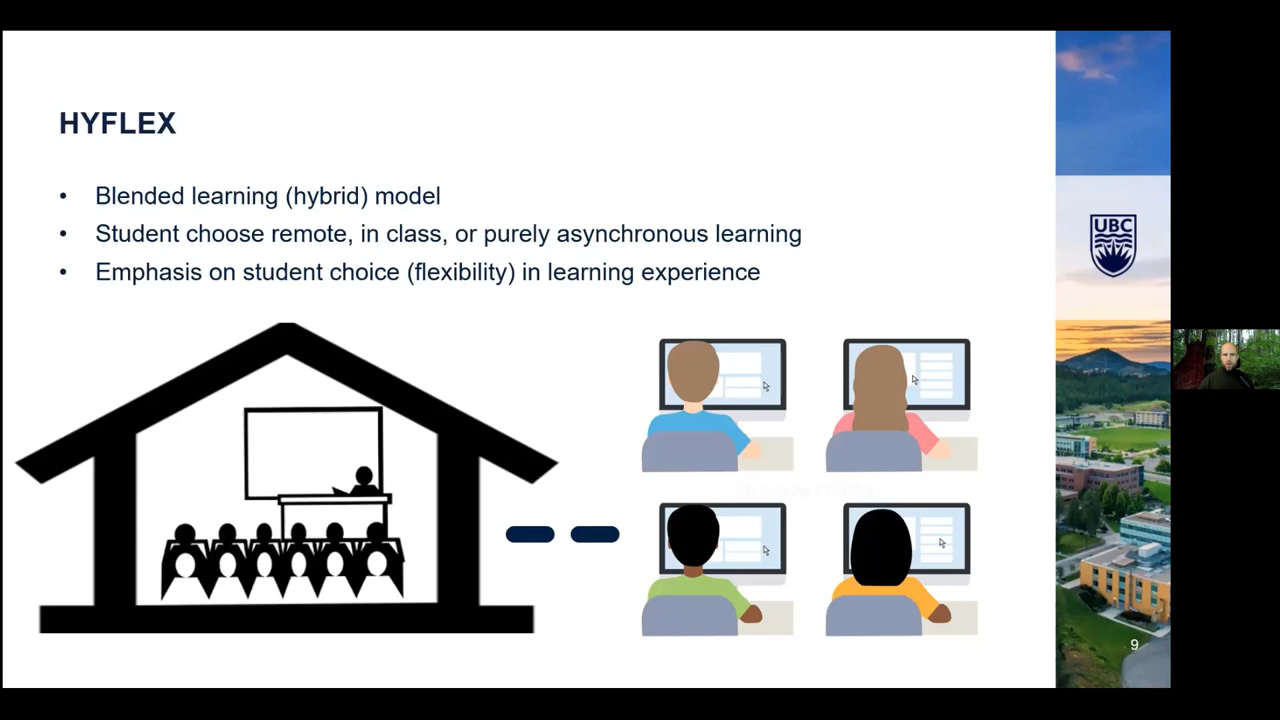 HYFLEX
• Blended learning (hybrid) model
• Student choose remote, in class, or purely asynchronous learning
• Emphasis on student choice (flexibility) in learning experience
UBC
9